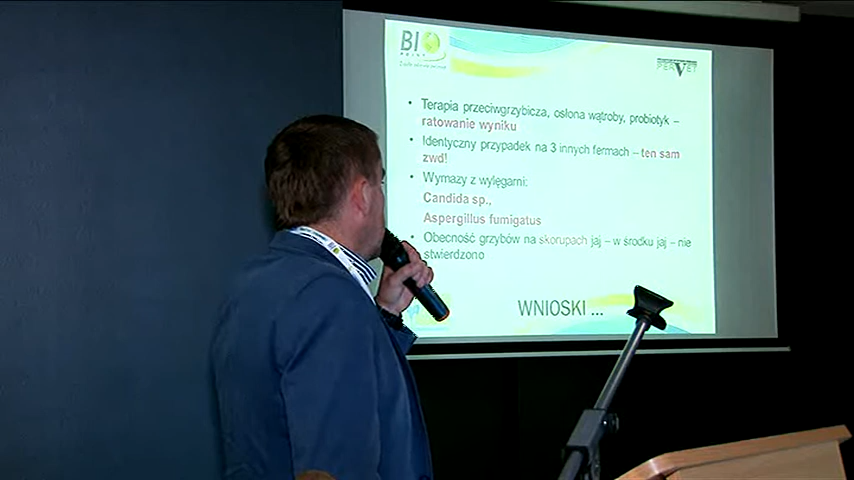 BI
PERVET
• Terapia przeciwgrzybicza, osłona wątroby, probiotyk –
ratowanie wyniku
• Identyczny przypadek na 3 innych fermach – ten sam
zwd!
• Wymazy z wylęgarni:
Candida sp.,
Aspergillus fumigatus
• Obecność grzybów na skorupach jaj – w środku jaj – nie
stwierdzono
WNIOSKI ...